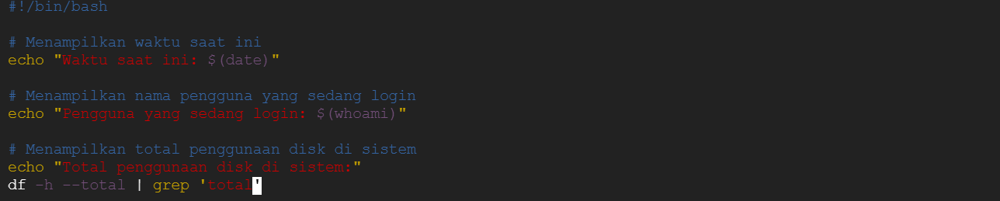 #!/bin/bash
# Menampilkan waktu saat ini
echo "Waktu saat ini: $(date)"
# Menampilkan nama pengguna yang sedang login
echo "Pengguna yang sedang login: $(whoami)"
# Menampilkan total penggunaan disk di sistem
echo "Total penggunaan disk di sistem:"
df -h --total | grep 'total'